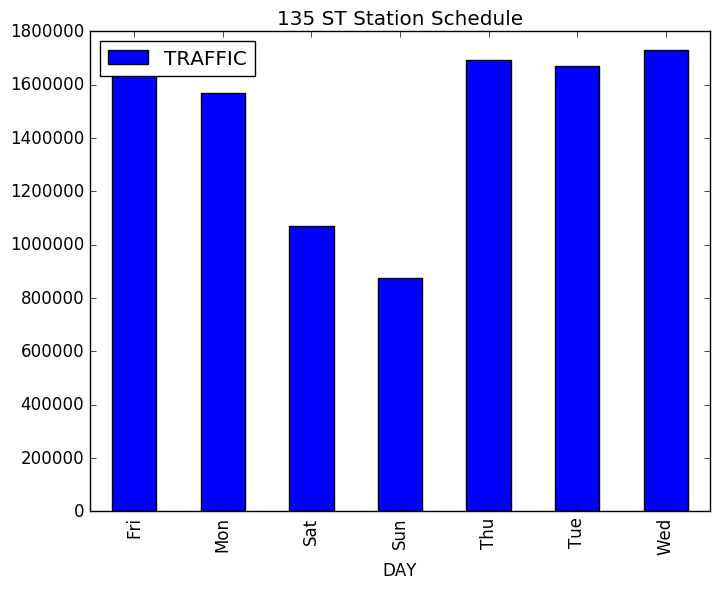 135 ST Station Schedule
TRAFFIC
1800000
1600000
1400000
1200000
1000000
800000
600000
400000
200000
0
Fri
Mon
Sat
Sun
Thu
Tue
Wed
DAY